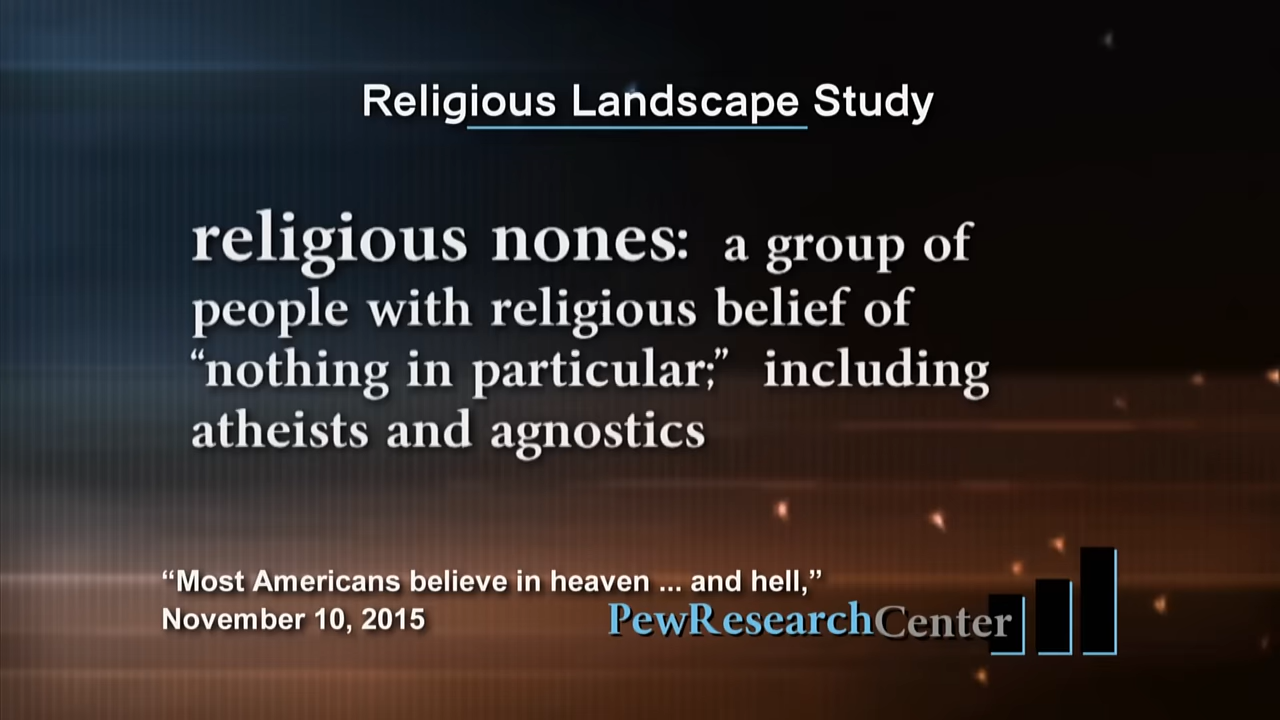 Religious Landscape Study
religious nones: a group of
people with religious belief of
“nothing in particular;” including
atheists and agnostics
“Most Americans believe in heaven ... and hell,”
November 10, 2015
PewResearchCenter